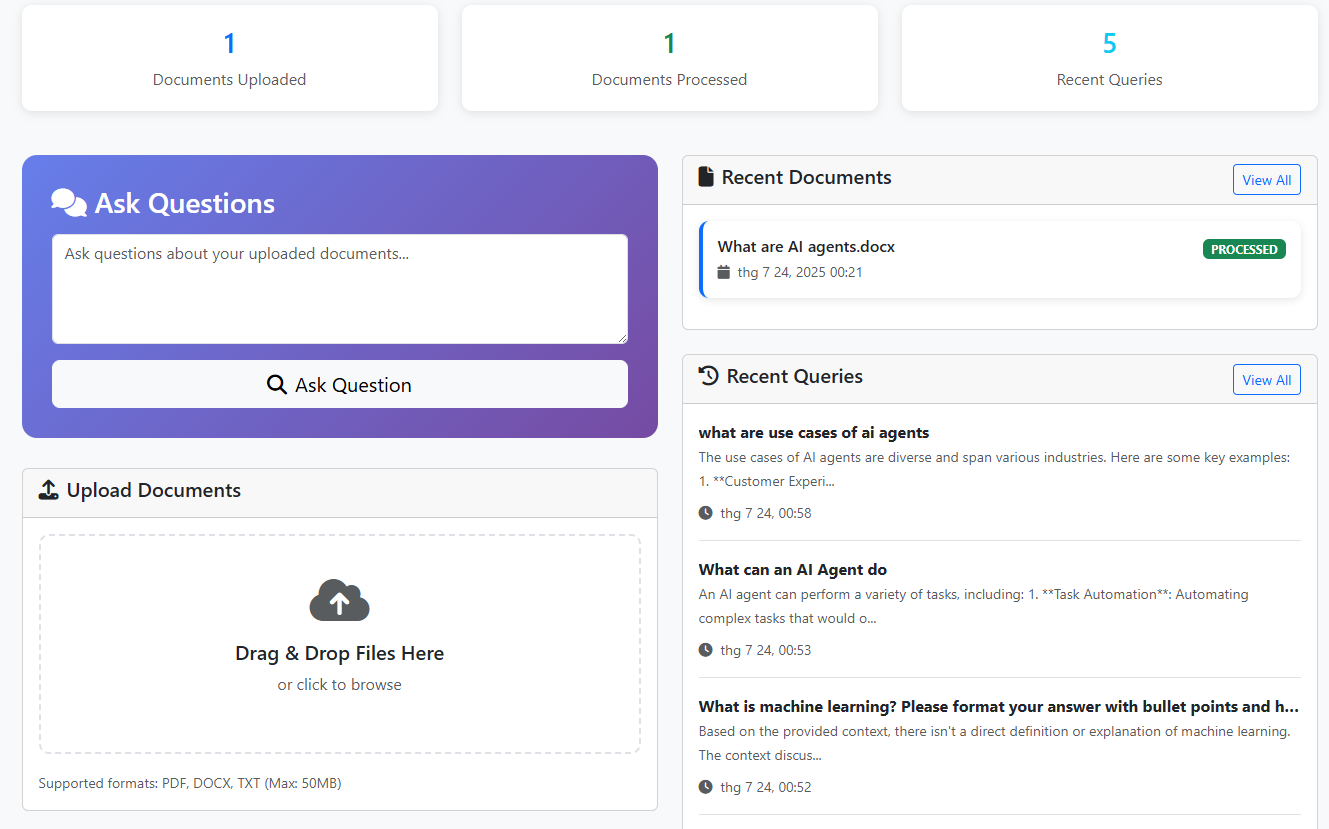 1
Documents Uploaded
1
Documents Processed
5
Recent Queries
Ask Questions
Ask questions about your uploaded documents...
Ask Question
Upload Documents
Drag & Drop Files Here
or click to browse
Supported formats: PDF, DOCX, TXT (Max: 50MB)
Recent Documents
View All
What are AI agents.docx
PROCESSED
thg 7 24, 2025 00:21
Recent Queries
View All
what are use cases of ai agents
The use cases of AI agents are diverse and span various industries. Here are some key examples:
1. **Customer Experi...
thg 7 24, 00:58
What can an AI Agent do
An AI agent can perform a variety of tasks, including: 1. **Task Automation**: Automating
complex tasks that would o...
thg 7 24, 00:53
What is machine learning? Please format your answer with bullet points and h...
Based on the provided context, there isn't a direct definition or explanation of machine learning.
The context discus...
thg 7 24, 00:52